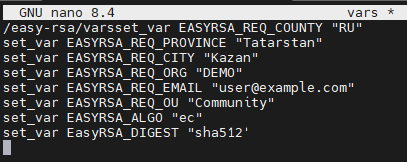 GNU nano 8.4 vars *
/easy-rsa/varsset_var EASYRSA_REQ_COUNTY "RU"
set_var EASYRSA_REQ_PROVINCE "Tatarstan"
set_var EASYRSA_REQ_CITY "Kazan"
set_var EASYRSA_REQ_ORG "DEMO"
set_var EASYRSA_REQ_EMAIL "user@example.com"
set_var EASYRSA_REQ_OU "Community"
set_var EASYRSA_ALGO "ec"
set_var EasyRSA_DIGEST "sha512'